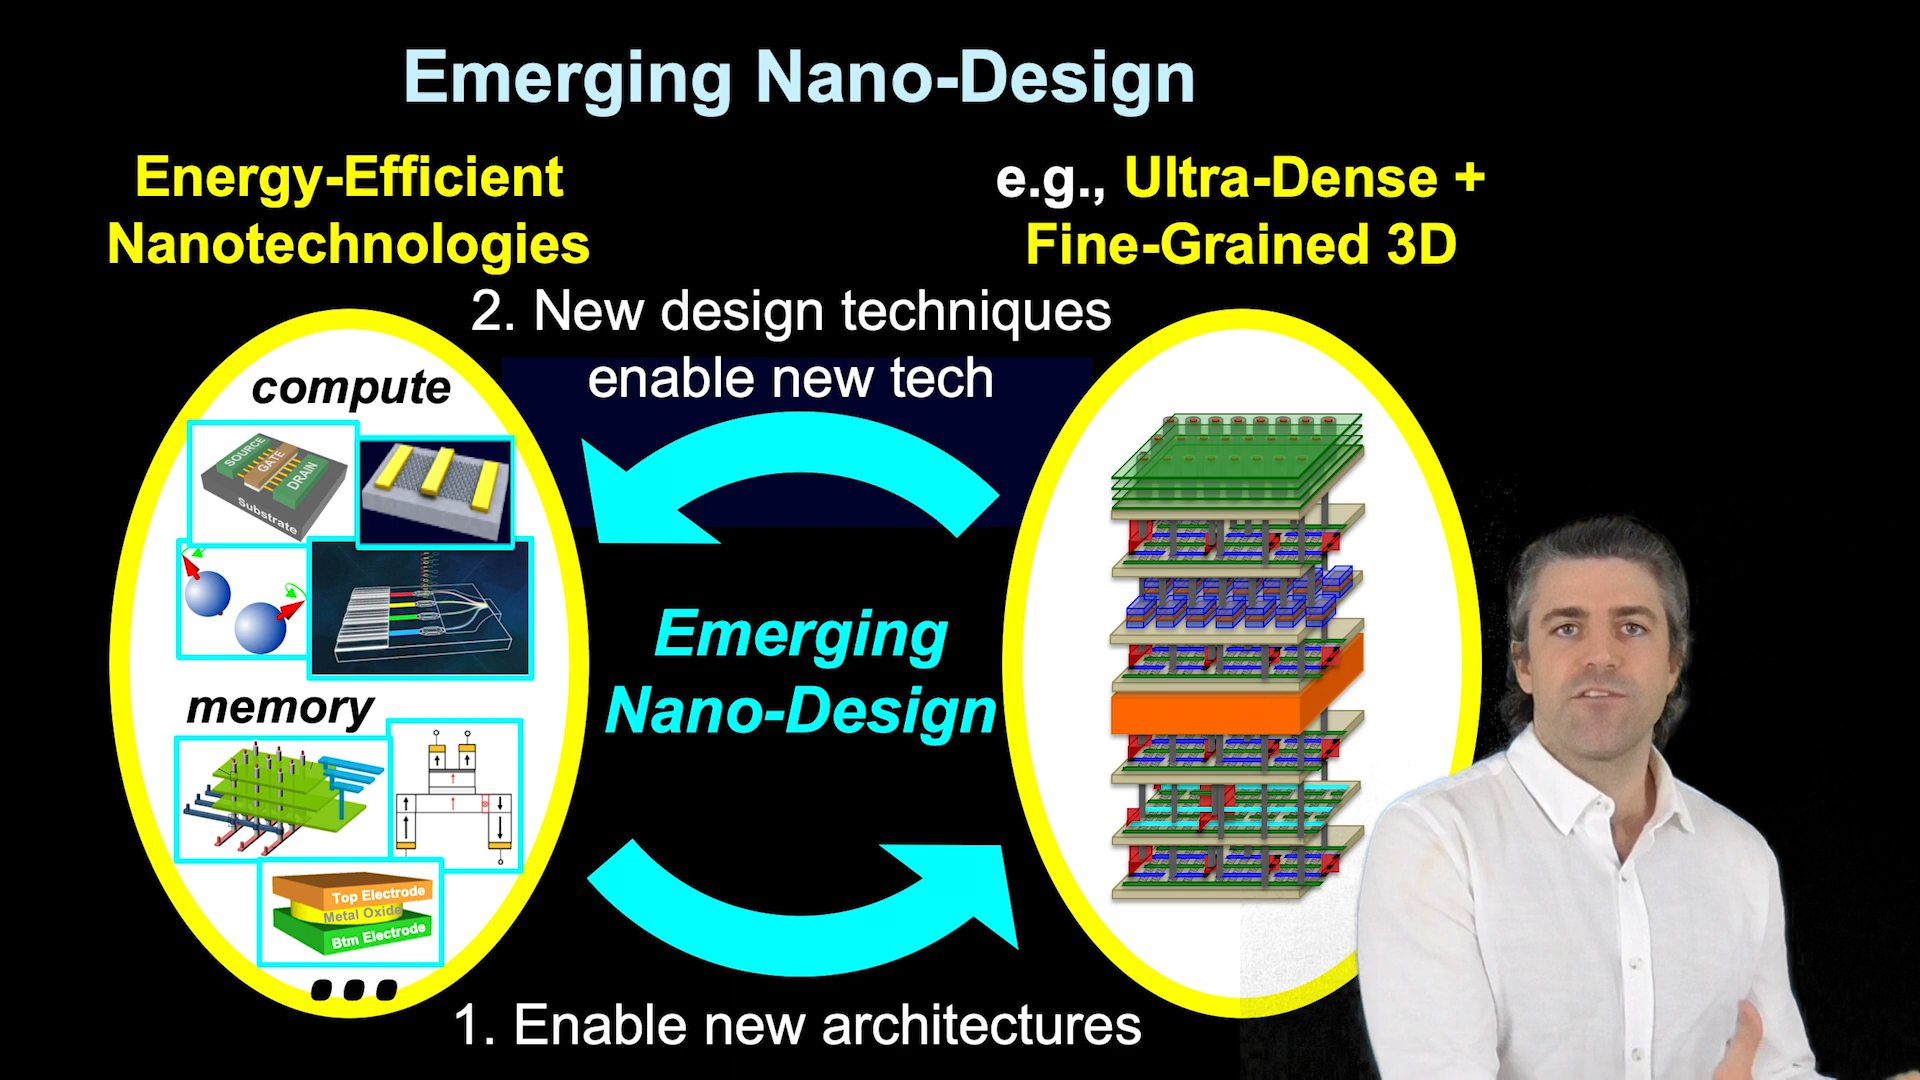 Emerging Nano-Design
Energy-Efficient
Nanotechnologies
e.g., Ultra-Dense +
Fine-Grained 3D
2. New design techniques
enable new tech
compute
SOURCE
GATE
DRAIN
Substrate
Emerging
Nano-Design
memory
Top Electrode
Metal Oxide
Btm Electrode
...
1. Enable new architectures